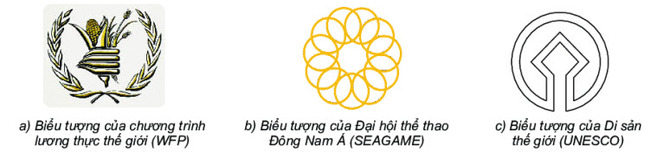 a) Biểu tượng của chương trình
lương thực thế giới (WFP)
b) Biểu tượng của Đại hội thể thao
Đông Nam Á (SEAGAME)
c) Biểu tượng của Di sản
thế giới (UNESCO)